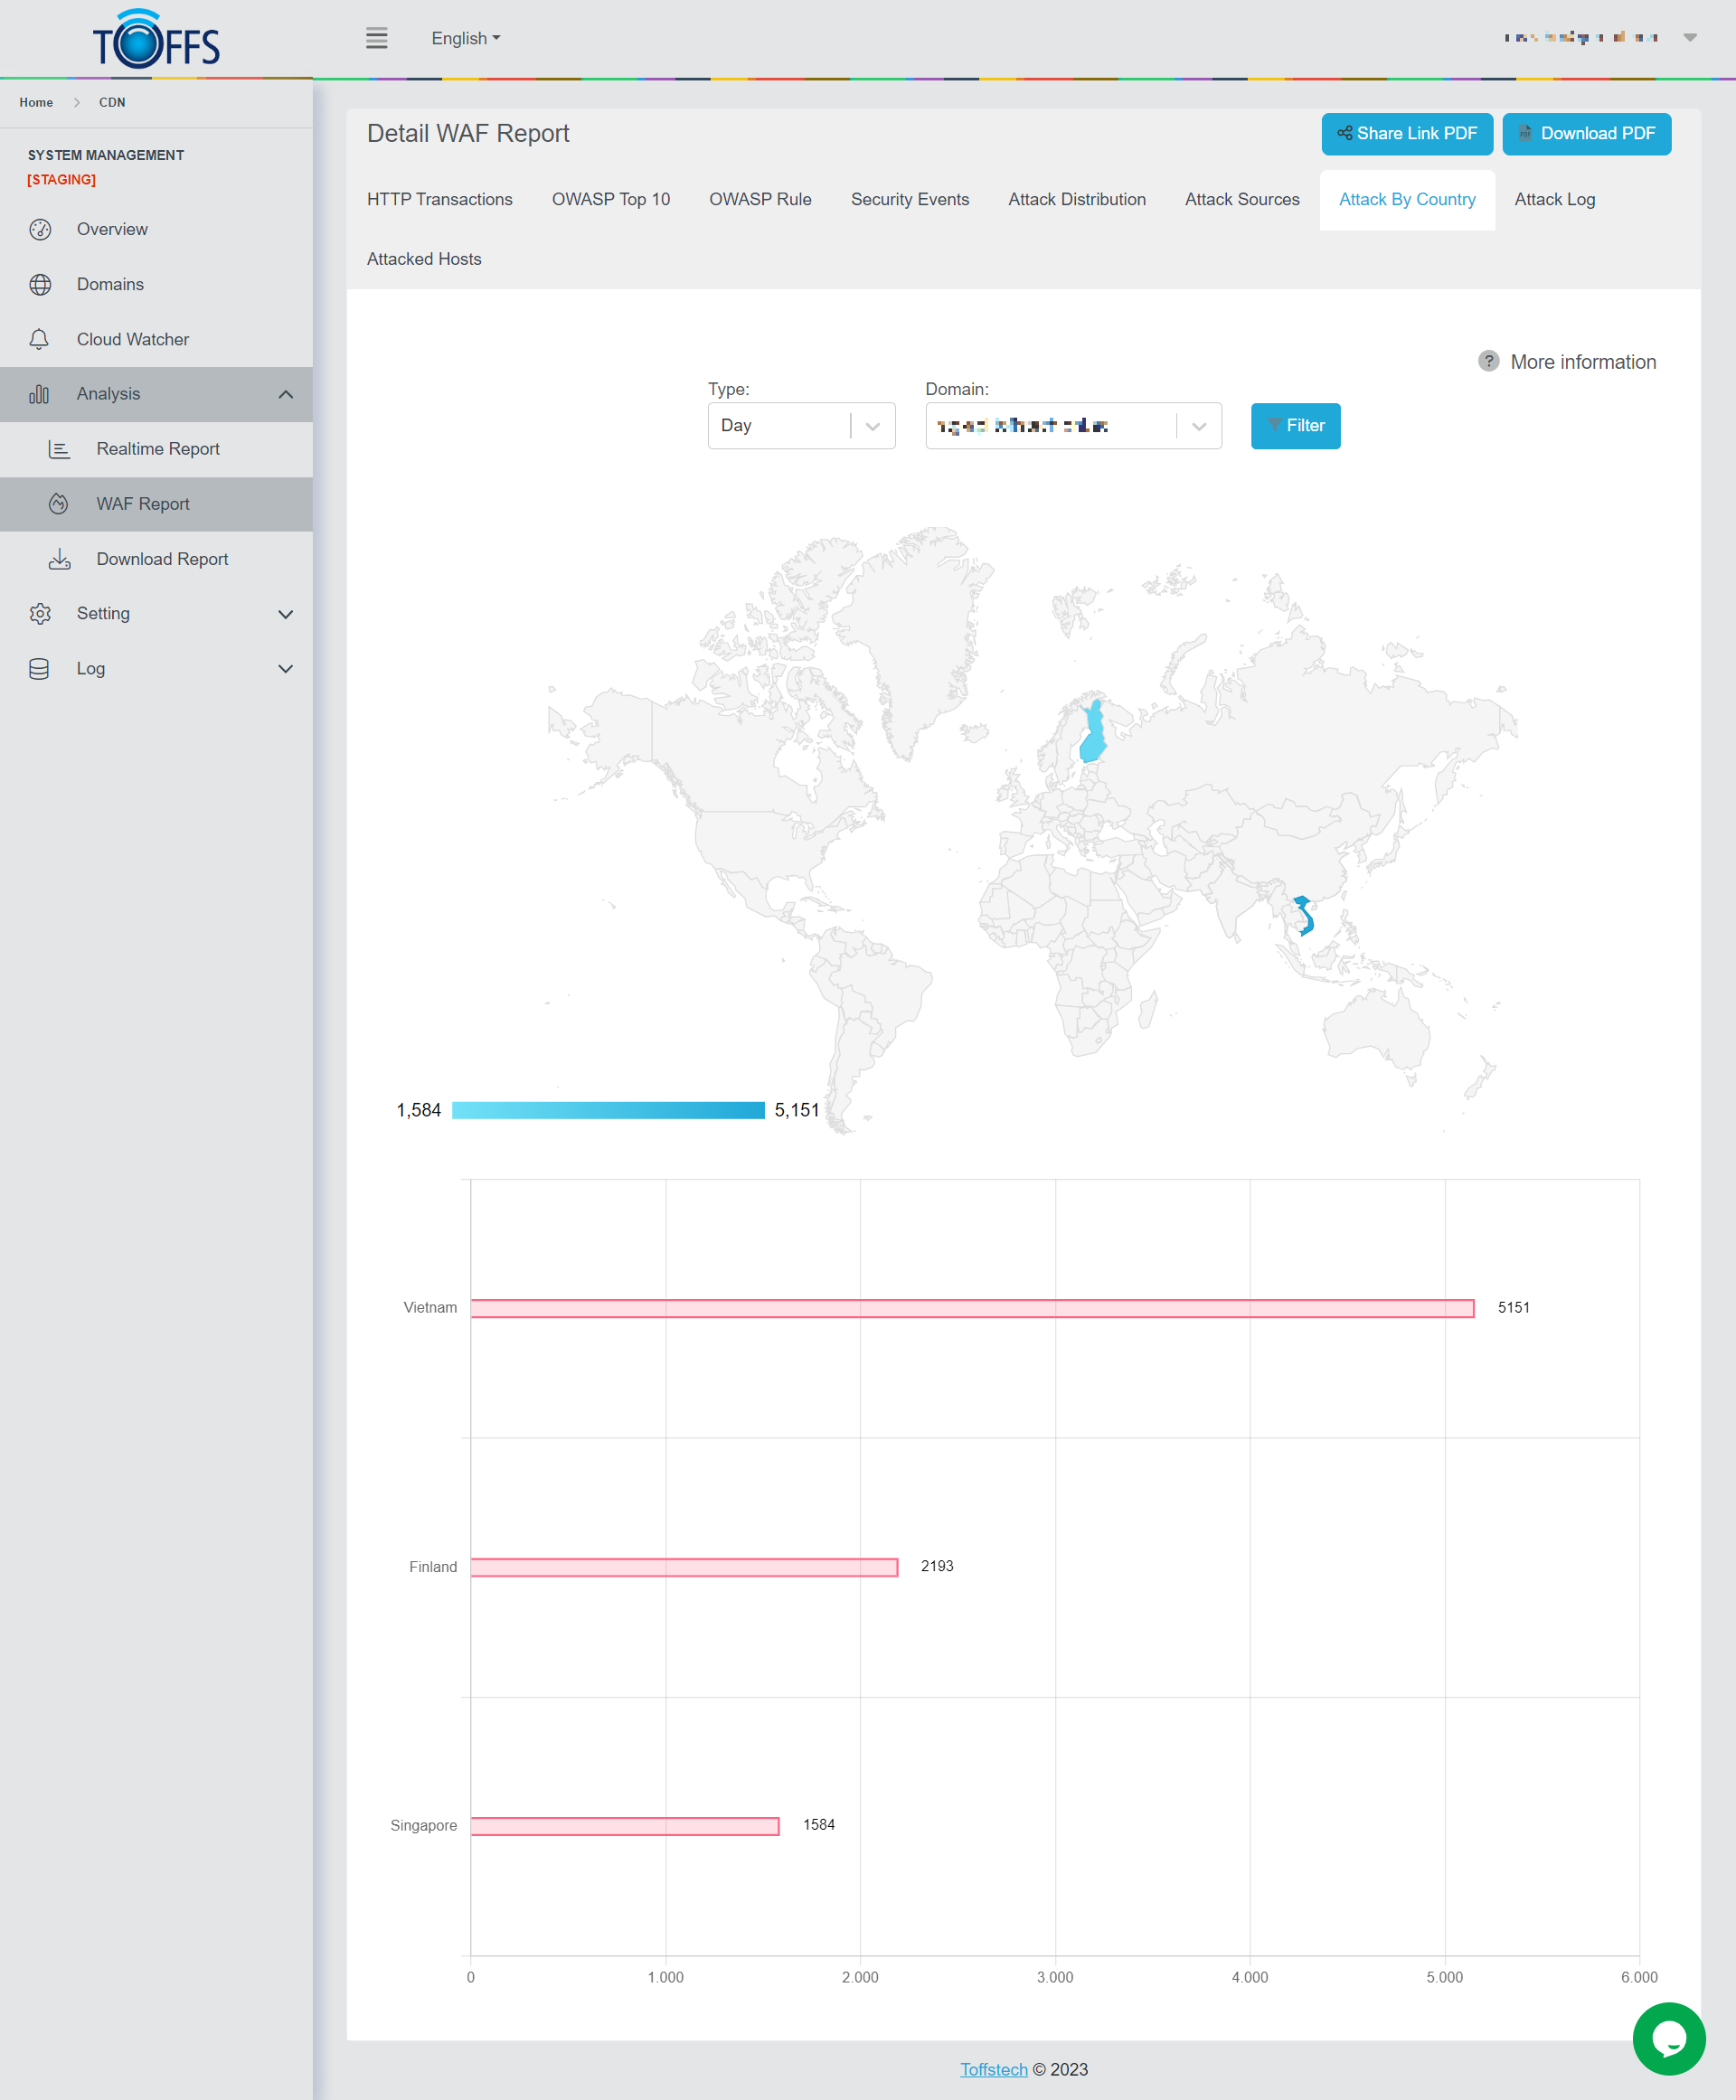 TOFFS
English
Home > CDN
SYSTEM MANAGEMENT
[STAGING]
Overview
Domains
Cloud Watcher
Analysis
Realtime Report
WAF Report
Download Report
Setting
Log
Detail WAF Report
Share Link PDF
Download PDF
HTTP Transactions OWASP Top 10 OWASP Rule Security Events Attack Distribution Attack Sources Attack By Country Attack Log
Attacked Hosts
? More information
Type: Domain:
Day
Filter
1,584 5,151
Vietnam 5151
Finland 2193
Singapore 1584
0 1.000 2.000 3.000 4.000 5.000 6.000
Toffstech © 2023